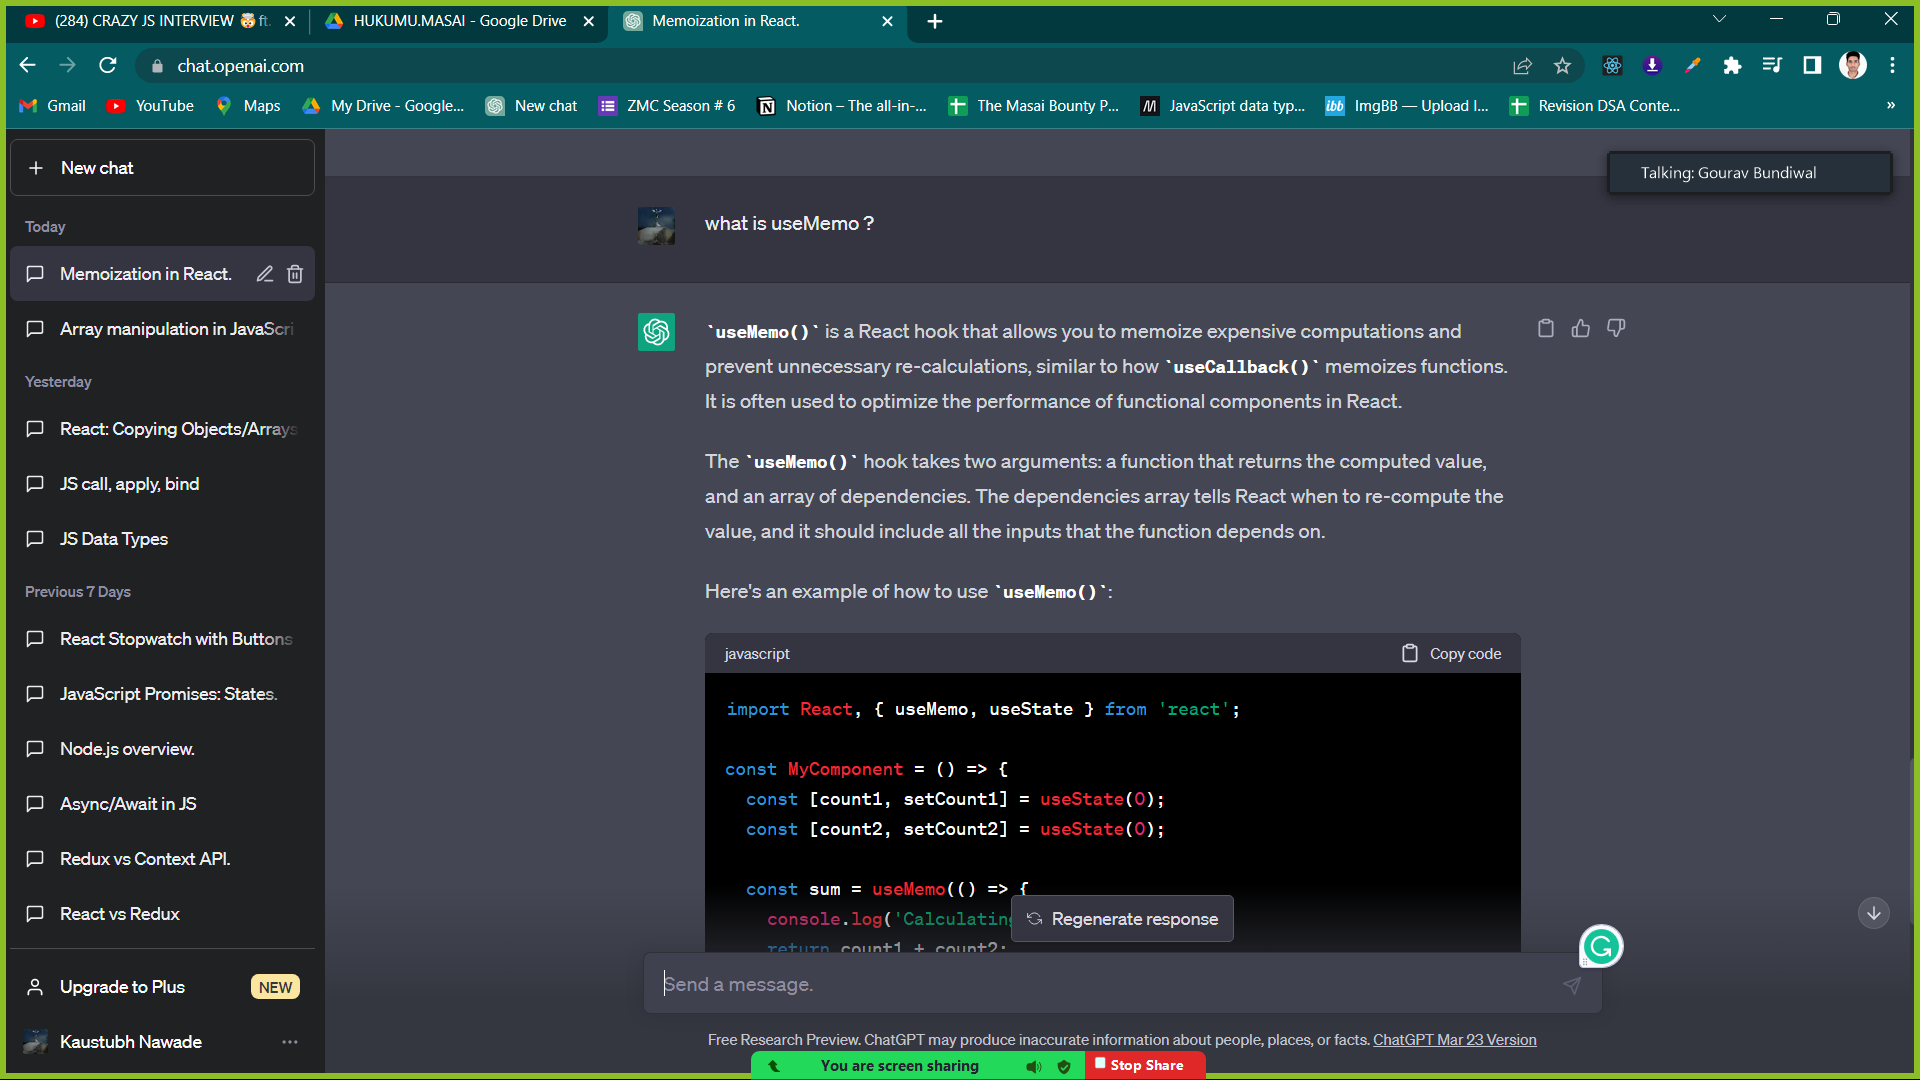 (284) CRAZY JS INTERVIEW 🤯 ft.
HUKUMU.MASAI - Google Drive
Memoization in React.
chat.openai.com
Gmail
YouTube
Maps
My Drive - Google...
New chat
ZMC Season # 6
Notion – The all-in-...
The Masai Bounty P...
JavaScript data typ...
ibb ImgBB — Upload I...
Revision DSA Conte...
»
New chat
Today
Memoization in React.
Array manipulation in JavaScri
Yesterday
React: Copying Objects/Arrays
JS call, apply, bind
JS Data Types
Previous 7 Days
React Stopwatch with Buttons
JavaScript Promises: States.
Node.js overview.
Async/Await in JS
Redux vs Context API.
React vs Redux
Upgrade to Plus NEW
Kaustubh Nawade
Talking: Gourav Bundiwal
what is useMemo ?
`useMemo()` is a React hook that allows you to memoize expensive computations and
prevent unnecessary re-calculations, similar to how `useCallback()` memoizes functions.
It is often used to optimize the performance of functional components in React.
The `useMemo()` hook takes two arguments: a function that returns the computed value,
and an array of dependencies. The dependencies array tells React when to re-compute the
value, and it should include all the inputs that the function depends on.
Here's an example of how to use `useMemo()`:
javascript
Copy code
import React, { useMemo, useState } from 'react';
const MyComponent = () => {
const [count1, setCount1] = useState(0);
const [count2, setCount2] = useState(0);
const sum = useMemo(() => {
console.log('Calculating
return count1 + count2;
Regenerate response
Send a message.
Free Research Preview. ChatGPT may produce inaccurate information about people, places, or facts. ChatGPT Mar 23 Version
You are screen sharing
Stop Share